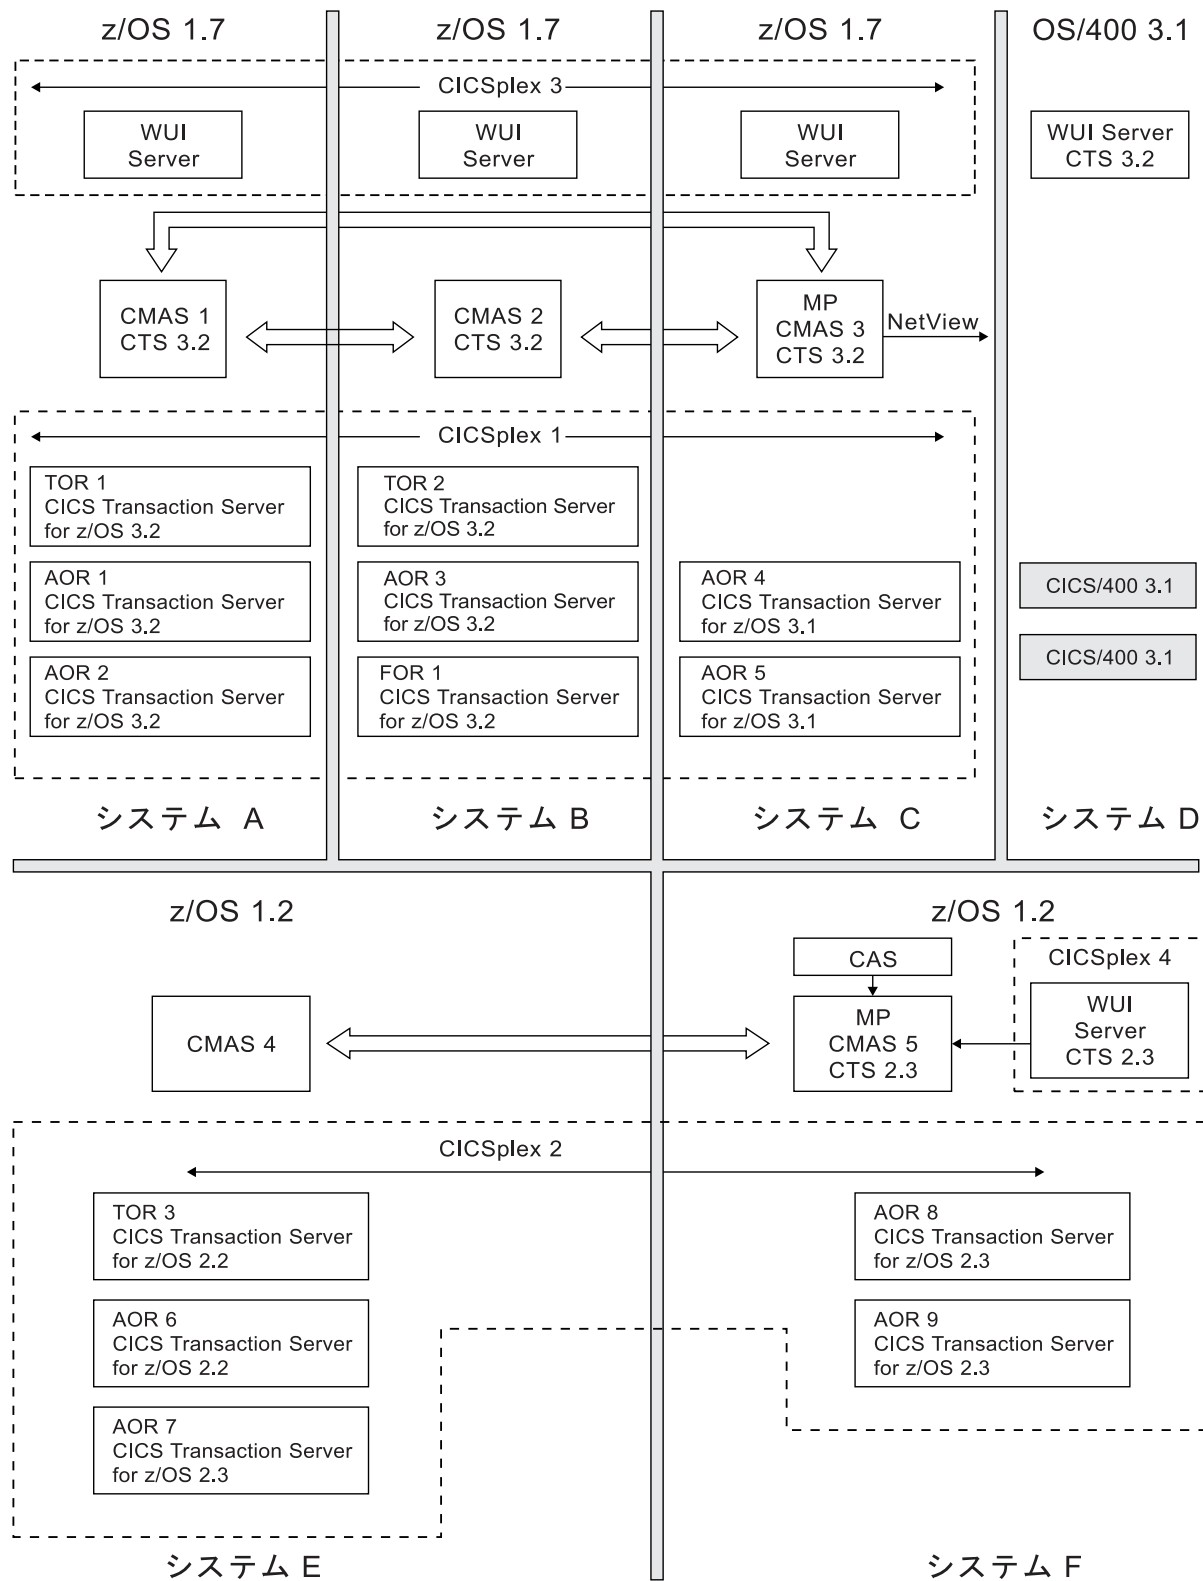 z/OS 1.7
z/OS 1.7
z/OS 1.7
OS/400 3.1
CICSplex 3
WUI
Server
WUI
Server
WUI
Server
WUI Server
CTS 3.2
CMAS 1
CTS 3.2
CMAS 2
CTS 3.2
MP
CMAS 3
CTS 3.2
NetView
CICSplex 1
TOR 1
CICS Transaction Server
for z/OS 3.2
TOR 2
CICS Transaction Server
for z/OS 3.2
AOR 1
CICS Transaction Server
for z/OS 3.2
AOR 3
CICS Transaction Server
for z/OS 3.2
AOR 4
CICS Transaction Server
for z/OS 3.1
CICS/400 3.1
AOR 2
CICS Transaction Server
for z/OS 3.2
FOR 1
CICS Transaction Server
for z/OS 3.2
AOR 5
CICS Transaction Server
for z/OS 3.1
CICS/400 3.1
システム A
システム B
システム C
システム D
z/OS 1.2
z/OS 1.2
CAS
CICSplex 4
CMAS 4
MP
CMAS 5
CTS 2.3
WUI
Server
CTS 2.3
CICSplex 2
TOR 3
CICS Transaction Server
for z/OS 2.2
AOR 8
CICS Transaction Server
for z/OS 2.3
AOR 6
CICS Transaction Server
for z/OS 2.2
AOR 9
CICS Transaction Server
for z/OS 2.3
AOR 7
CICS Transaction Server
for z/OS 2.3
システム E
システム F